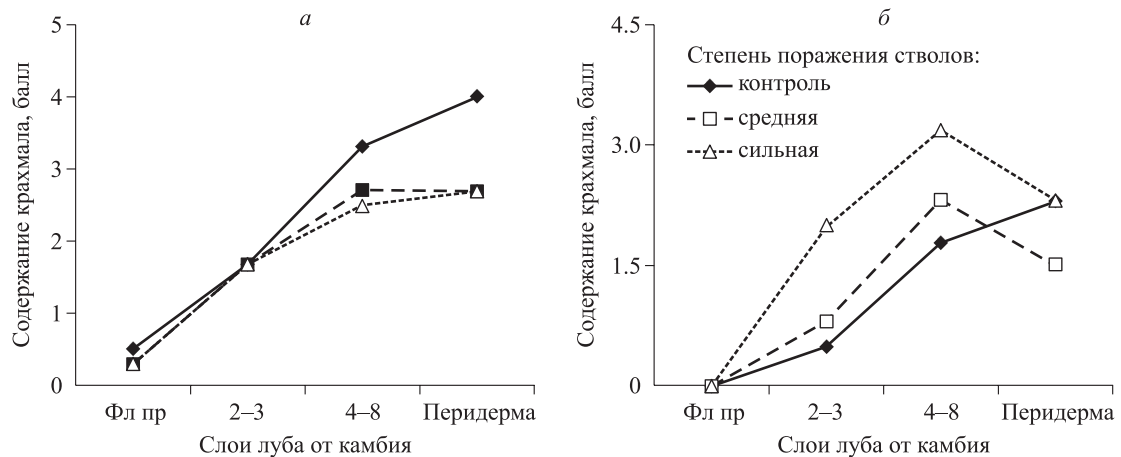 а
Содержание крахмала, балл
5
4
3
2
1
0
Фл пр
2–3
4–8
Перидерма
Слои луба от камбия
б
Содержание крахмала, балл
4.5
3.0
1.5
0
Степень поражения стволов:
контроль
средняя
сильная
Фл пр
2–3
4–8
Перидерма
Слои луба от камбия